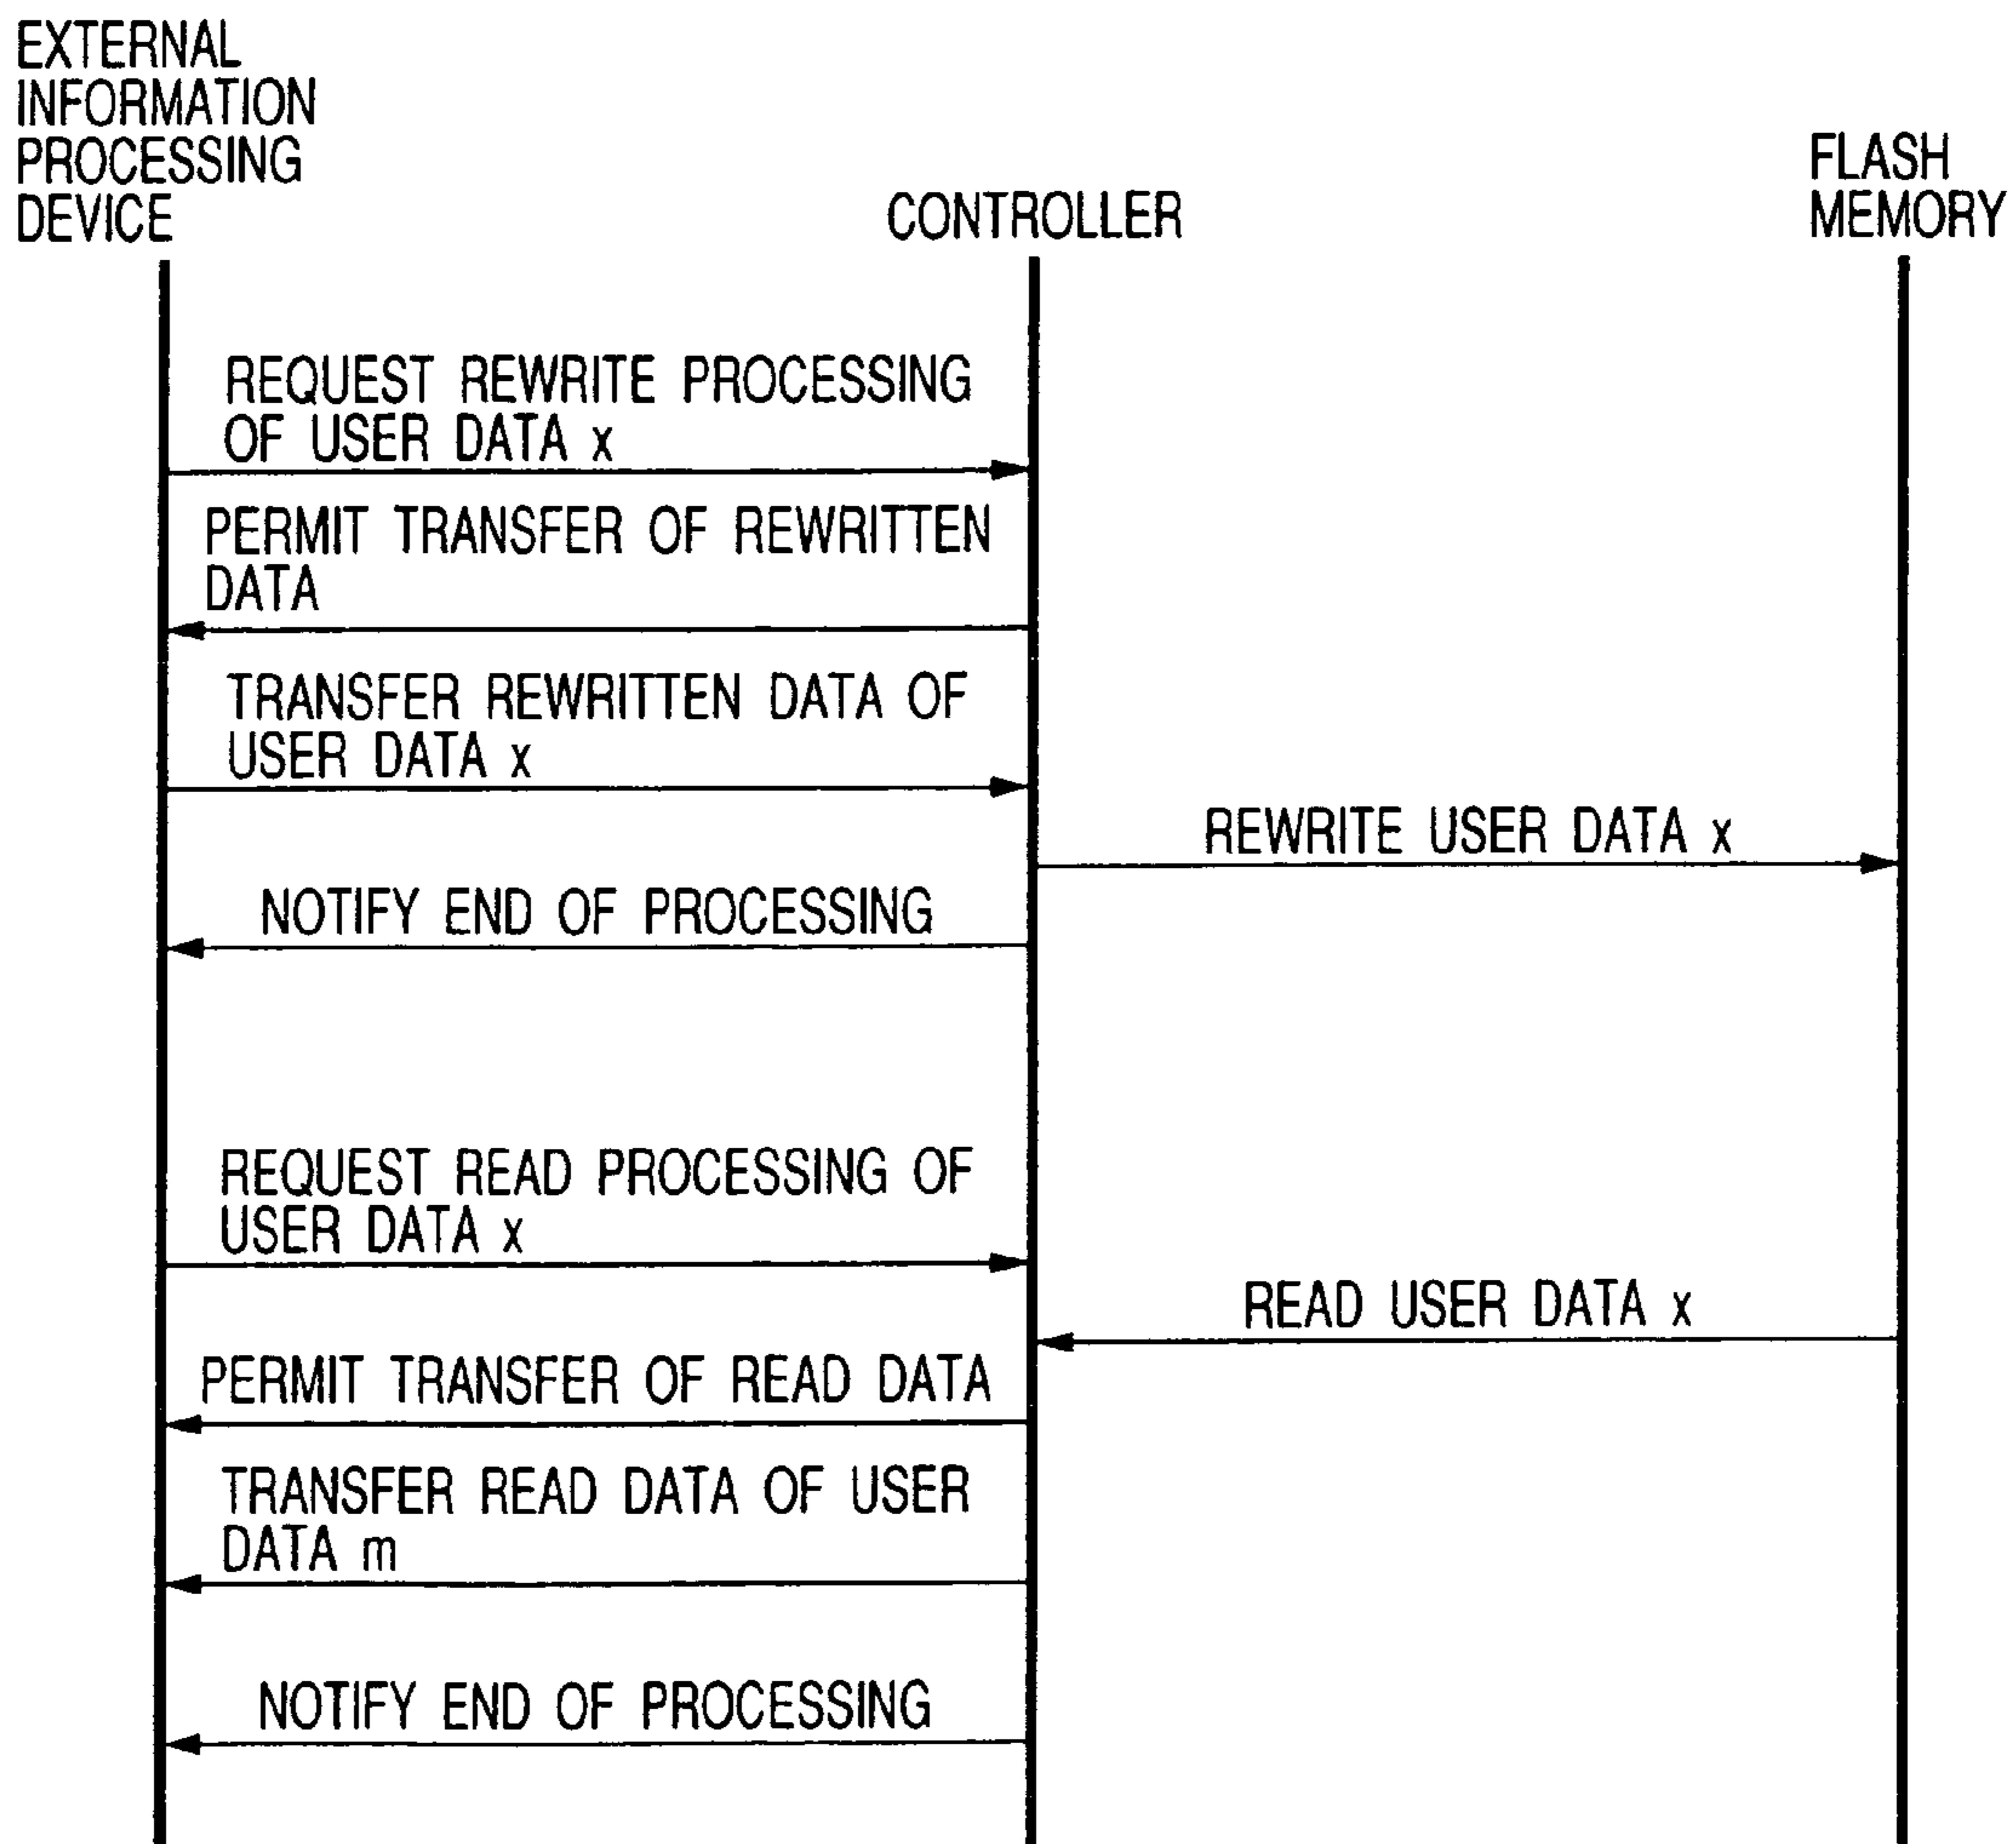 EXTERNAL
INFORMATION
PROCESSING
DEVICE
CONTROLLER
FLASH
MEMORY
REQUEST REWRITE PROCESSING
OF USER DATA x
PERMIT TRANSFER OF REWRITTEN
DATA
TRANSFER REWRITTEN DATA OF
USER DATA x
REWRITE USER DATA x
NOTIFY END OF PROCESSING
REQUEST READ PROCESSING OF
USER DATA x
READ USER DATA x
PERMIT TRANSFER OF READ DATA
TRANSFER READ DATA OF USER
DATA m
NOTIFY END OF PROCESSING